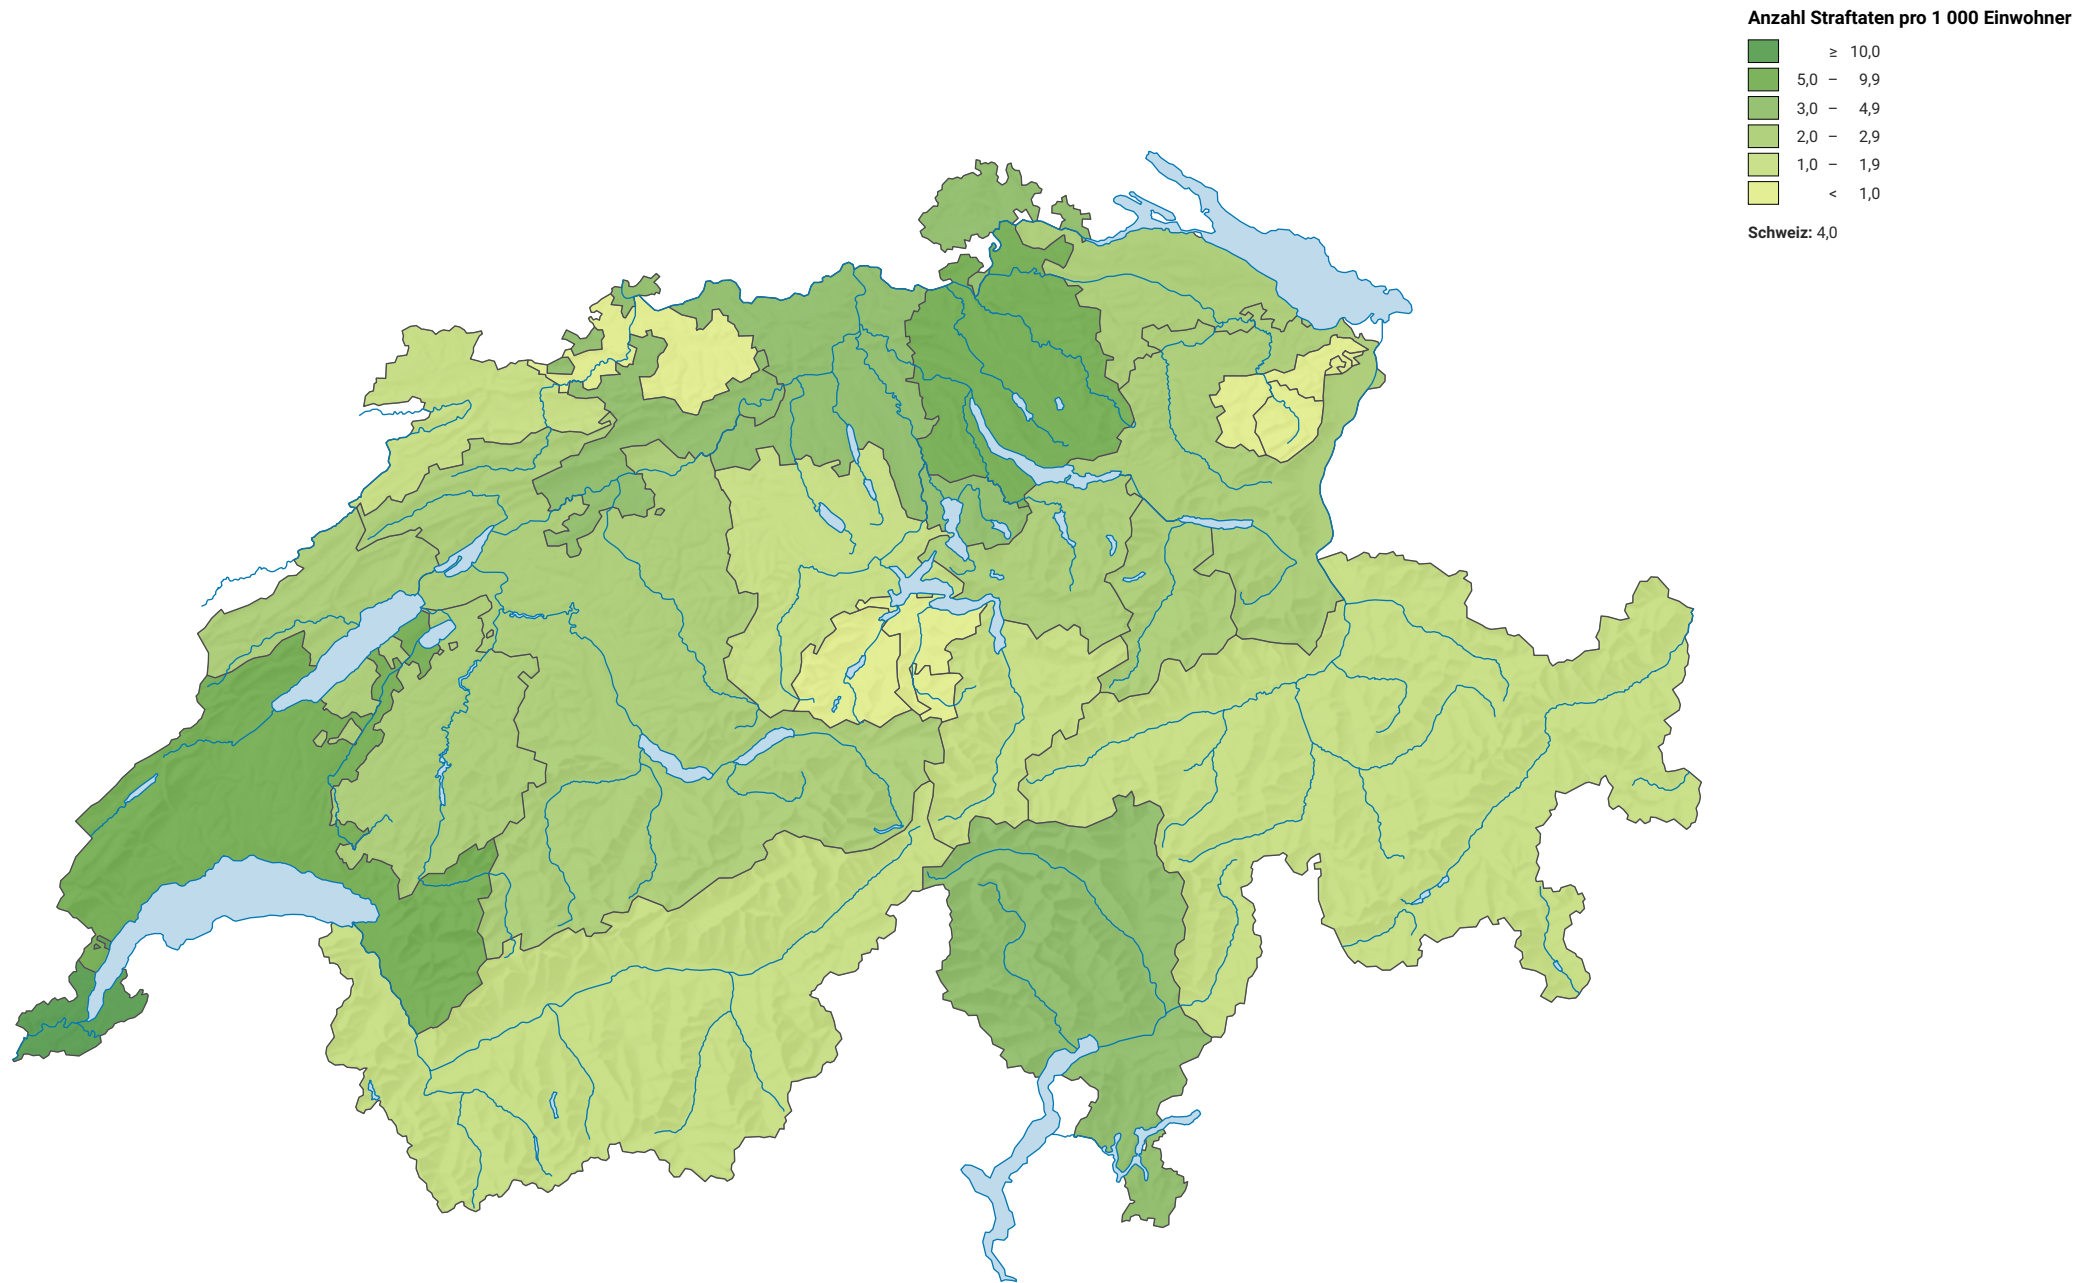 Anzahl Straftaten pro 1 000 Einwohner
≥ 10,0
5,0 – 9,9
3,0 – 4,9
2,0 – 2,9
1,0 – 1,9
< 1,0
Schweiz: 4,0